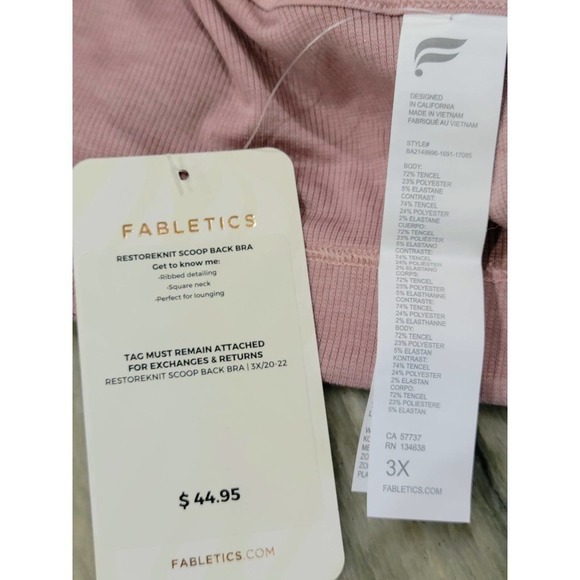 FABLETICS
RESTOREKNIT SCOOP BACK BRA
Get to know me:
-Ribbed detailing
-Square neck
-Perfect for lounging
TAG MUST REMAIN ATTACHED
FOR EXCHANGES & RETURNS
RESTOREKNIT SCOOP BACK BRA | 3X/20-22
$ 44.95
FABLETICS.COM
DESIGNED
IN CALIFORNIA
MADE IN VIETNAM
FABRIQUÉ AU VIETNAM
STYLE#
BA2149896-1691-17085
BODY:
72% TENCEL
23% POLYESTER
5% ELASTANE
CONTRAST:
74% TENCEL
24% POLYESTER
2% ELASTANE
CUERPO:
72% TENCEL
23% POLIÉSTER
5% ELASTANO
CONTRASTE:
74% TENCEL
24% POLIÉSTER
2% ELASTANO
CORPS:
72% TENCEL
23% POLYESTER
5% ELASTHANNE
CONTRASTE:
74% TENCEL
24% POLYESTER
2% ELASTHANNE
BODY:
72% TENCEL
23% POLYESTER
5% ELASTAN
KONTRAST:
74% TENCEL
24% POLYESTER
2% ELASTAN
CORPO:
72% TENCEL
23% POLIESTERE
5% ELASTAN
CA 57737
RN 134638
3X
FABLETICS.COM